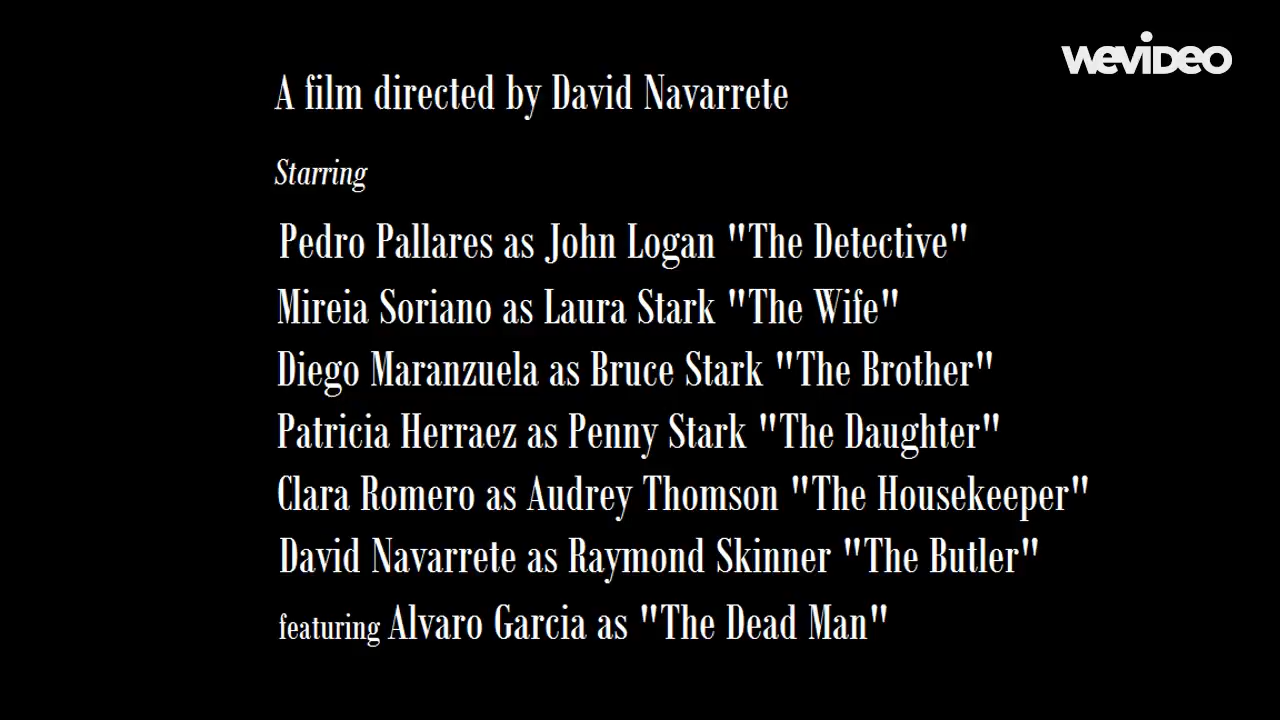 wevideo
A film directed by David Navarrete
Starring
Pedro Pallares as John Logan "The Detective"
Mireia Soriano as Laura Stark "The Wife"
Diego Maranzuela as Bruce Stark "The Brother"
Patricia Herraez as Penny Stark "The Daughter"
Clara Romero as Audrey Thomson "The Housekeeper"
David Navarrete as Raymond Skinner "The Butler"
featuring Alvaro Garcia as "The Dead Man"